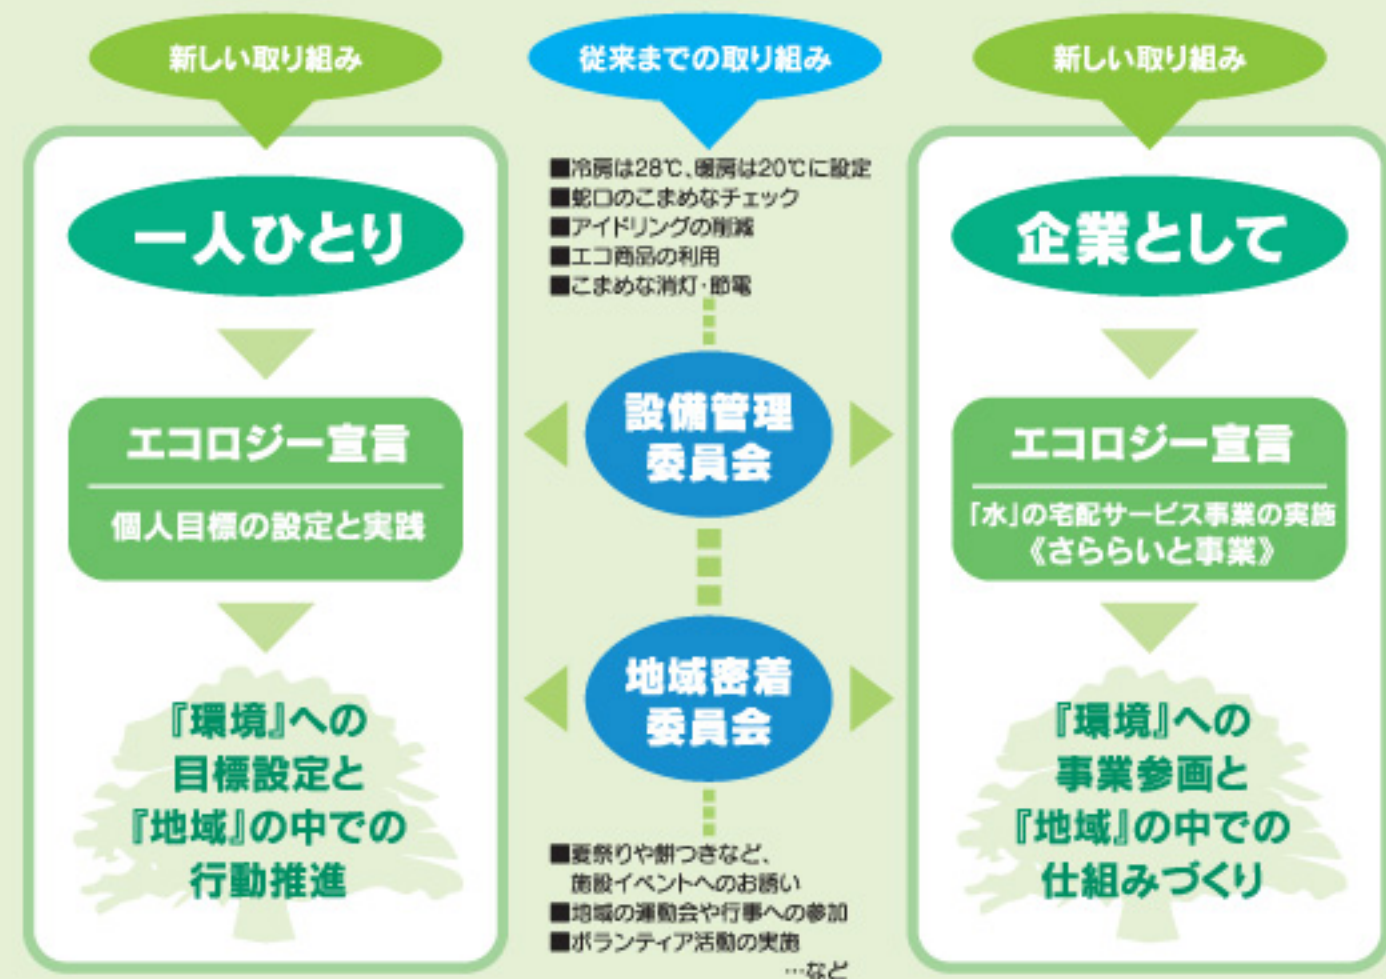 新しい取り組み
一人ひとり
エコロジー宣言
個人目標の設定と実践
『環境』への
目標設定と
『地域』の中での
行動推進
従来までの取り組み
■冷房は28℃、暖房は20℃に設定
■蛇口のこまめなチェック
■アイドリングの削減
■エコ商品の利用
■こまめな消灯・節電
設備管理
委員会
地域密着
委員会
■夏祭りや餅つきなど、
施設イベントへのお誘い
■地域の運動会や行事への参加
■ボランティア活動の実施
…など
新しい取り組み
企業として
エコロジー宣言
「水」の宅配サービス事業の実施
《さららいと事業》
『環境』への
事業参画と
『地域』の中での
仕組みづくり